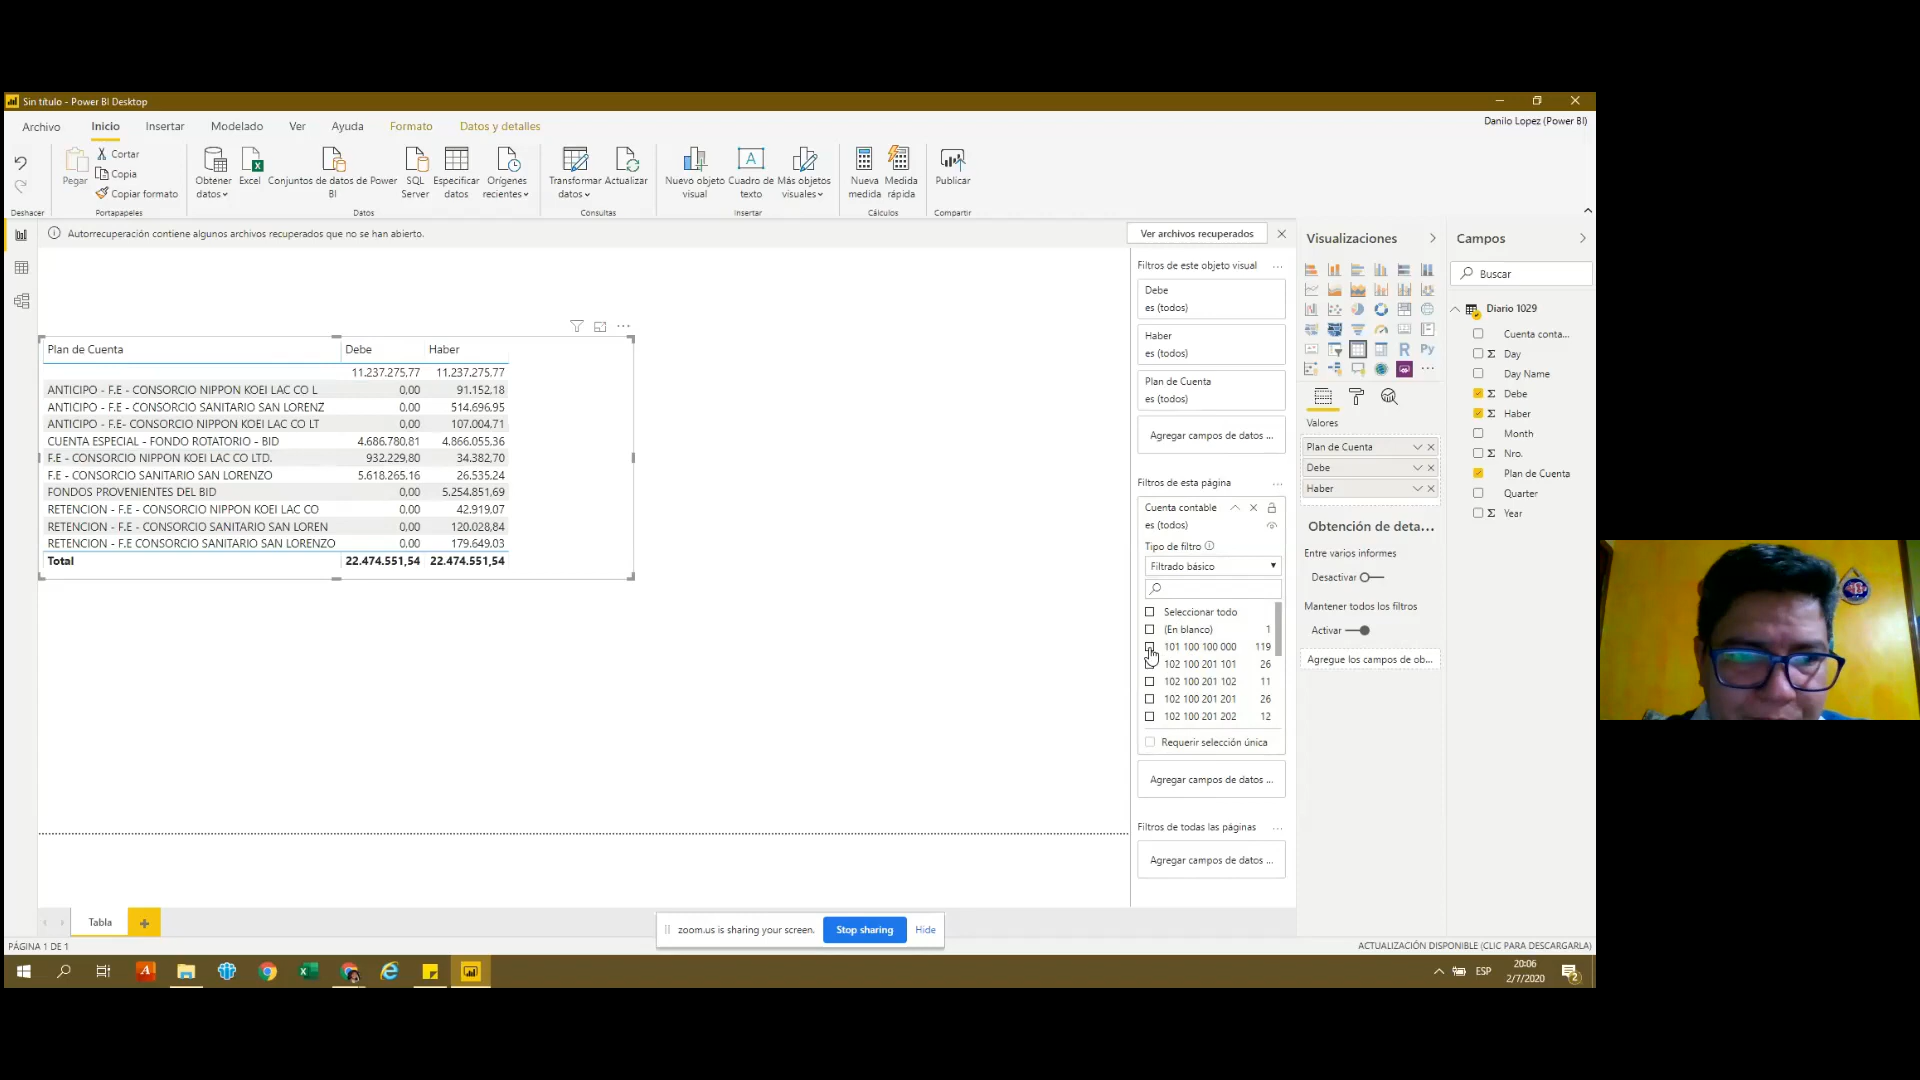 Sin título - Power BI Desktop
Archivo Inicio Insertar Modelado Ver Ayuda Formato Datos y detalles
Danilo Lopez (Power BI)
Pegar
Cortar
Copia
Copiar formato
Obtener datos
Excel
Conjuntos de datos de Power BI
SQL Server
Especificar datos
Orígenes recientes
Transformar datos
Actualizar
Nuevo objeto visual
Cuadro de texto
Más objetos visuales
Nueva medida
Medida rápida
Publicar
Deshacer Portapapeles Datos Consultas Insertar Cálculos Compartir
Autorrecuperación contiene algunos archivos recuperados que no se han abierto.
Ver archivos recuperados
Plan de Cuenta Debe Haber
11.237.275,77 11.237.275,77
ANTICIPO - F.E - CONSORCIO NIPPON KOEI LAC CO L 0,00 91.152,18
ANTICIPO - F.E - CONSORCIO SANITARIO SAN LORENZ 0,00 514.696,95
ANTICIPO - F.E- CONSORCIO NIPPON KOEI LAC CO LT 0,00 107.004,71
CUENTA ESPECIAL - FONDO ROTATORIO - BID 4.686.780,81 4.866.055,36
F.E - CONSORCIO NIPPON KOEI LAC CO LTD. 932.229,80 34.382,70
F.E - CONSORCIO SANITARIO SAN LORENZO 5.618.265,16 26.535,24
FONDOS PROVENIENTES DEL BID 0,00 5.254.851,69
RETENCION - F.E - CONSORCIO NIPPON KOEI LAC CO 0,00 42.919,07
RETENCION - F.E - CONSORCIO SANITARIO SAN LOREN 0,00 120.028,84
RETENCION - F.E CONSORCIO SANITARIO SAN LORENZO 0,00 179.649,03
Total 22.474.551,54 22.474.551,54
Filtros de este objeto visual ...
Debe
es (todos)
Haber
es (todos)
Plan de Cuenta
es (todos)
Agregar campos de datos ...
Filtros de esta página ...
Cuenta contable
es (todos)
Tipo de filtro
Filtrado básico
Seleccionar todo
(En blanco) 1
101 100 100 000 119
102 100 201 101 26
102 100 201 102 11
102 100 201 201 26
102 100 201 202 12
Requerir selección única
Agregar campos de datos ...
Filtros de todas las páginas ...
Agregar campos de datos ...
Visualizaciones
R Py
Valores
Plan de Cuenta
Debe
Haber
Obtención de deta...
Entre varios informes
Desactivar
Mantener todos los filtros
Activar
Agregue los campos de ob...
Campos
Buscar
Diario 1029
Cuenta conta...
Σ Day
Day Name
Σ Debe
Σ Haber
Month
Σ Nro.
Plan de Cuenta
Quarter
Σ Year
Tabla
zoom.us is sharing your screen.
Stop sharing
Hide
PÁGINA 1 DE 1
ACTUALIZACIÓN DISPONIBLE (CLIC PARA DESCARGARLA)
ESP
20:06
2/7/2020
2